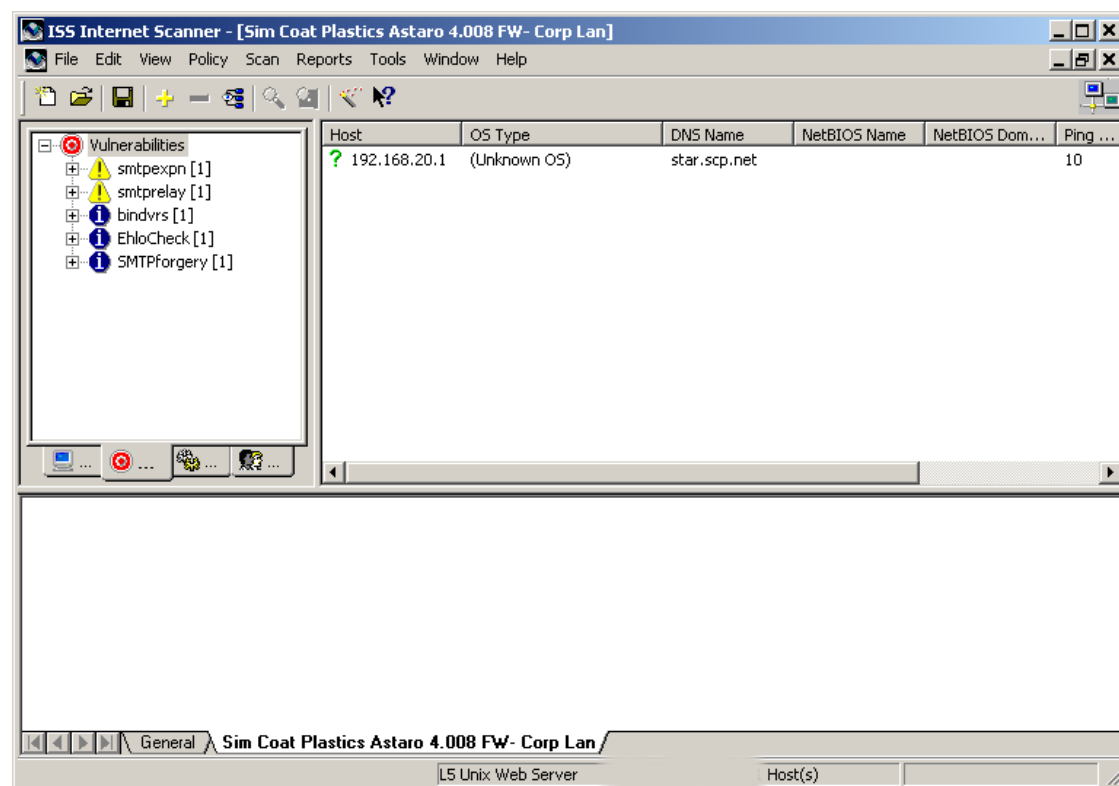 ISS Internet Scanner - [Sim Coat Plastics Astaro 4.008 FW- Corp Lan]
File Edit View Policy Scan Reports Tools Window Help
Vulnerabilities
smtpexpn [1]
smtprelay [1]
bindvrs [1]
EhloCheck [1]
SMTPforgery [1]
Host OS Type DNS Name NetBIOS Name NetBIOS Dom... Ping ...
? 192.168.20.1 (Unknown OS) star.scp.net 10
... ... ... ...
General Sim Coat Plastics Astaro 4.008 FW- Corp Lan
L5 Unix Web Server Host(s)